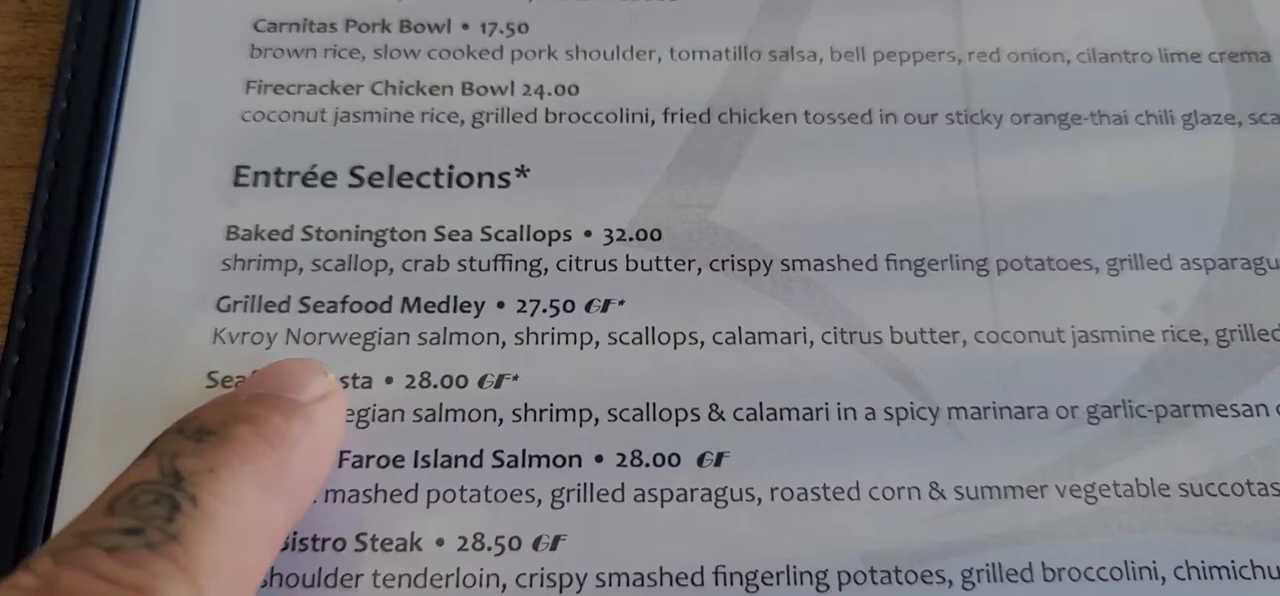 Carnitas Pork Bowl • 17.50
brown rice, slow cooked pork shoulder, tomatillo salsa, bell peppers, red onion, cilantro lime crema
Firecracker Chicken Bowl 24.00
coconut jasmine rice, grilled broccolini, fried chicken tossed in our sticky orange-thai chili glaze,
Entrée Selections*
Baked Stonington Sea Scallops • 32.00
shrimp, scallop, crab stuffing, citrus butter, crispy smashed fingerling potatoes, grilled
Grilled Seafood Medley • 27.50 GF*
Kvroy Norwegian salmon, shrimp, scallops, calamari, citrus butter, coconut jasmine rice, grilled
• 28.00 GF*
salmon, shrimp, scallops & calamari in a spicy marinara or garlic-parmesan
Faroe Island Salmon • 28.00 GF
mashed potatoes, grilled asparagus, roasted corn & summer vegetable
Steak • 28.50 GF
shoulder tenderloin, crispy smashed fingerling potatoes, grilled broccolini,